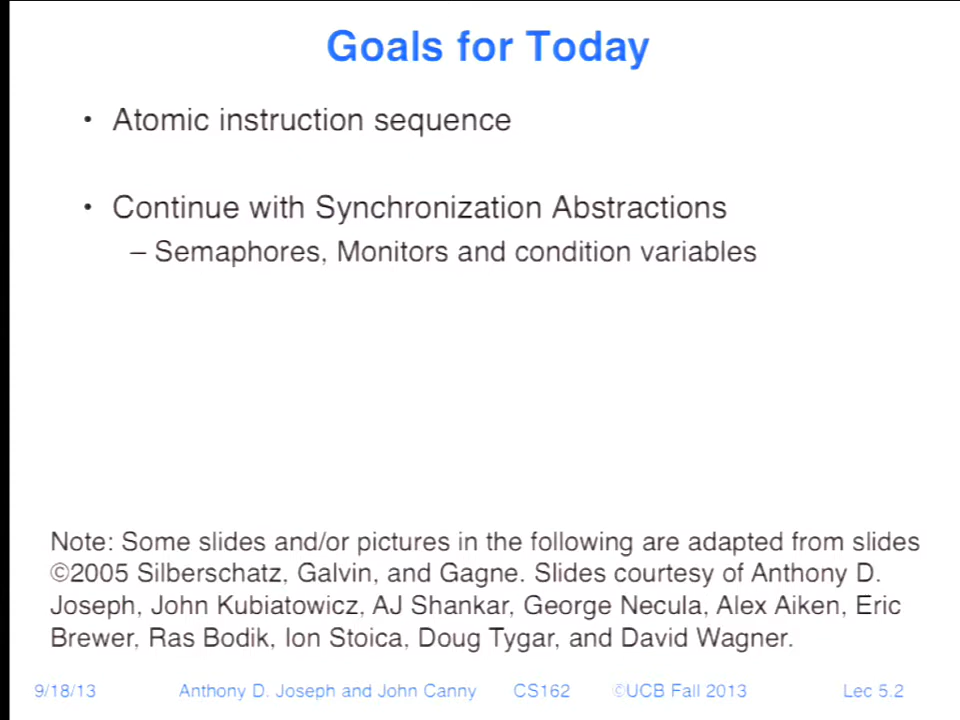 Goals for Today
• Atomic instruction sequence
• Continue with Synchronization Abstractions
– Semaphores, Monitors and condition variables
Note: Some slides and/or pictures in the following are adapted from slides
©2005 Silberschatz, Galvin, and Gagne. Slides courtesy of Anthony D.
Joseph, John Kubiatowicz, AJ Shankar, George Necula, Alex Aiken, Eric
Brewer, Ras Bodik, Ion Stoica, Doug Tygar, and David Wagner.
9/18/13 Anthony D. Joseph and John Canny CS162 ©UCB Fall 2013 Lec 5.2